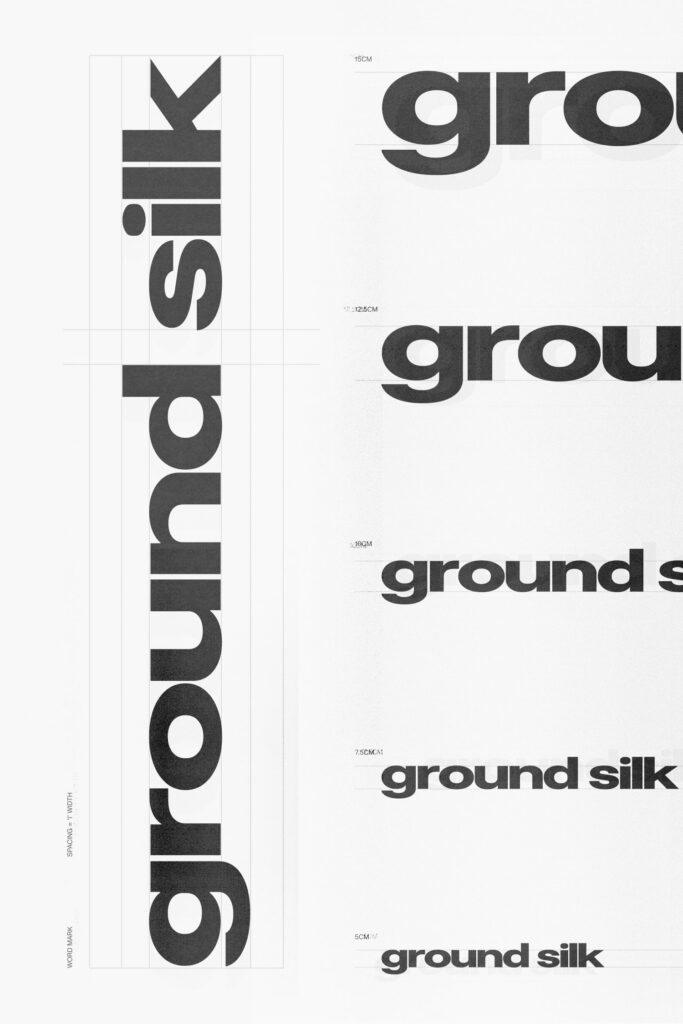 ground silk
SPACING = 'l' WIDTH
WORD MARK
15CM
grou
12.5CM
grou
10CM
ground s
7.5CM
ground silk
5CM
ground silk